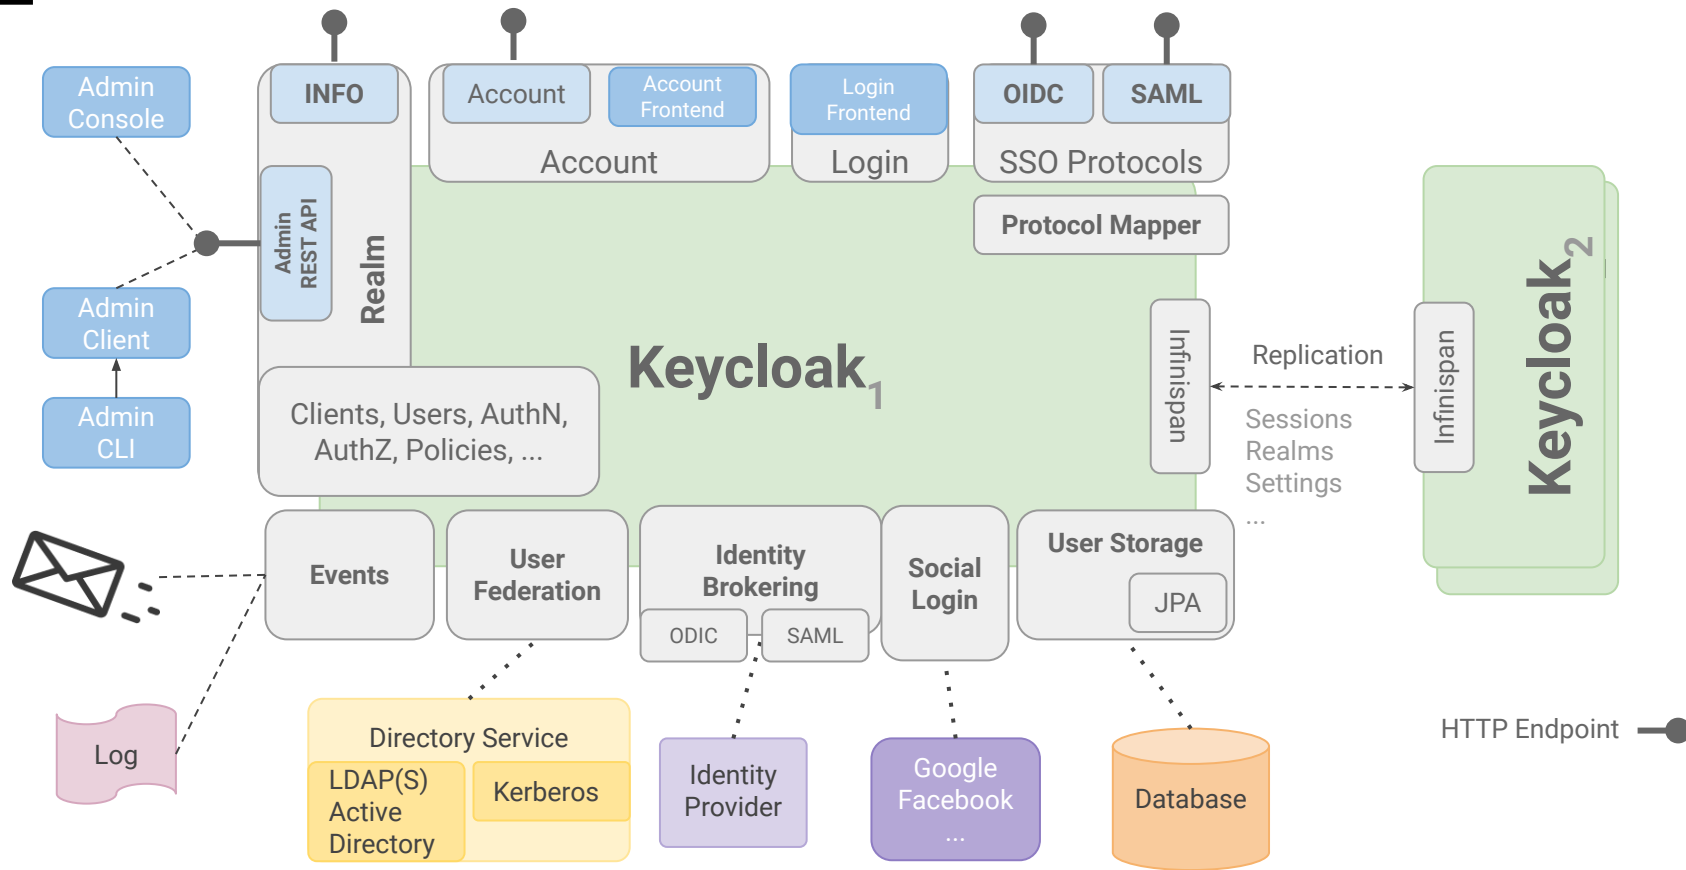 Admin
Console
INFO
Account
Account
Frontend
Account
Login
Frontend
Login
OIDC
SAML
SSO Protocols
Protocol Mapper
Admin
REST API
Realm
Admin
Client
Admin
CLI
Clients, Users, AuthN,
AuthZ, Policies, ...
Keycloak1
Infinispan
Replication
Sessions
Realms
Settings
...
Infinispan
Keycloak2
Events
User
Federation
Identity
Brokering
ODIC
SAML
Social
Login
User Storage
JPA
Log
Directory Service
LDAP(S)
Active
Directory
Kerberos
Identity
Provider
Google
Facebook
...
Database
HTTP Endpoint